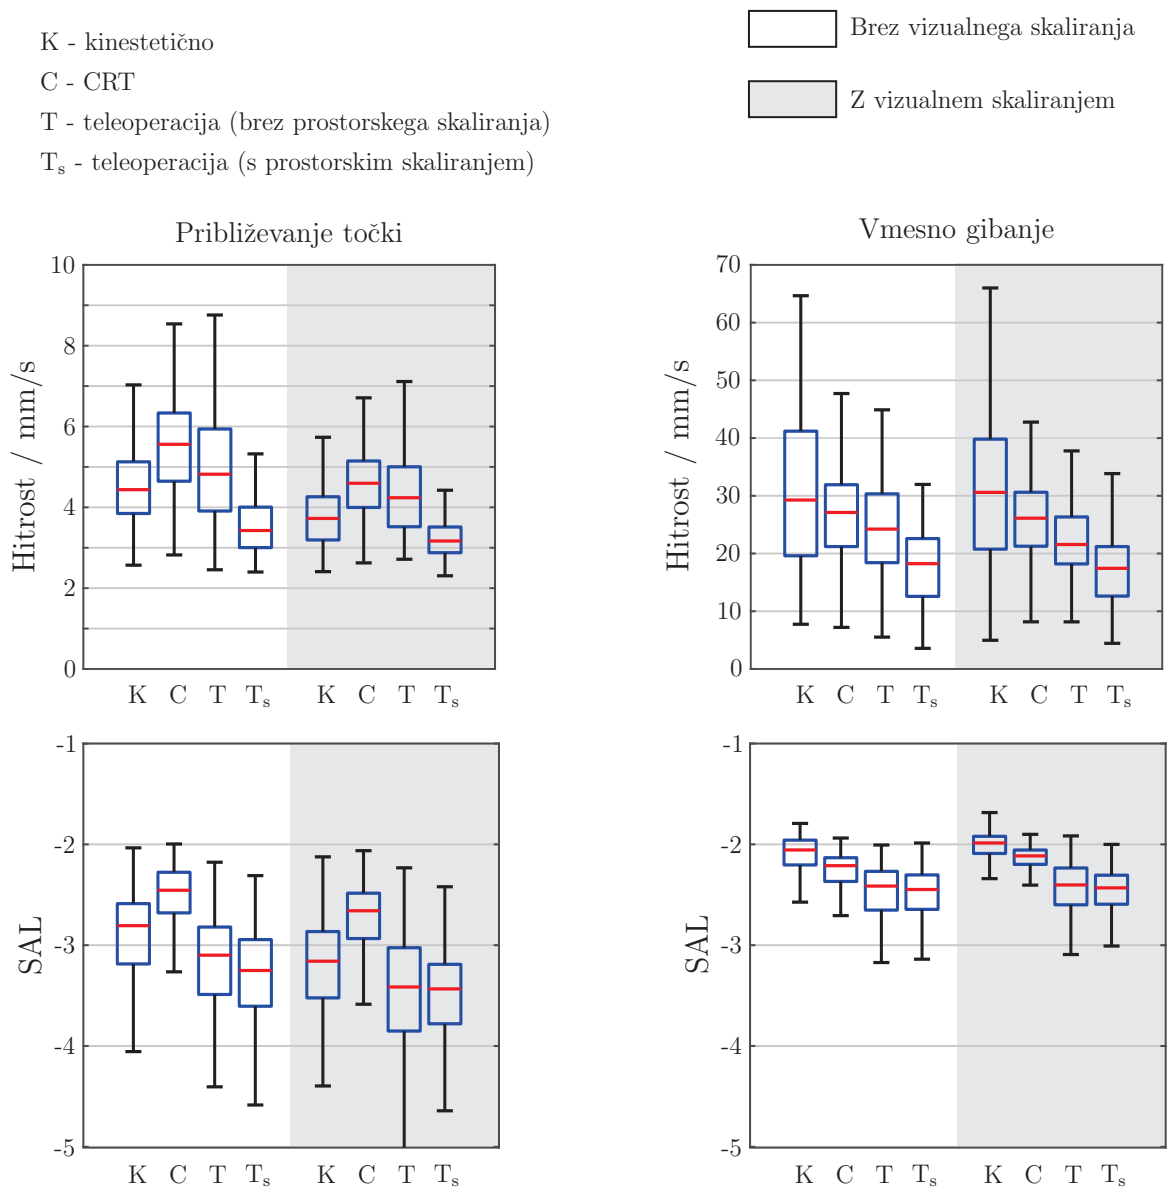 K - kinestetično
C - CRT
T - teleoperacija (brez prostorskega skaliranja)
Tₛ - teleoperacija (s prostorskim skaliranjem)
Brez vizualnega skaliranja
Z vizualnem skaliranjem
Približevanje točki
10
8
6
4
2
0
Hitrost / mm/s
K C T Tₛ K C T Tₛ
Vmesno gibanje
70
60
50
40
30
20
10
0
Hitrost / mm/s
K C T Tₛ K C T Tₛ
-1
-2
-3
-4
-5
SAL
K C T Tₛ K C T Tₛ
-1
-2
-3
-4
-5
SAL
K C T Tₛ K C T Tₛ